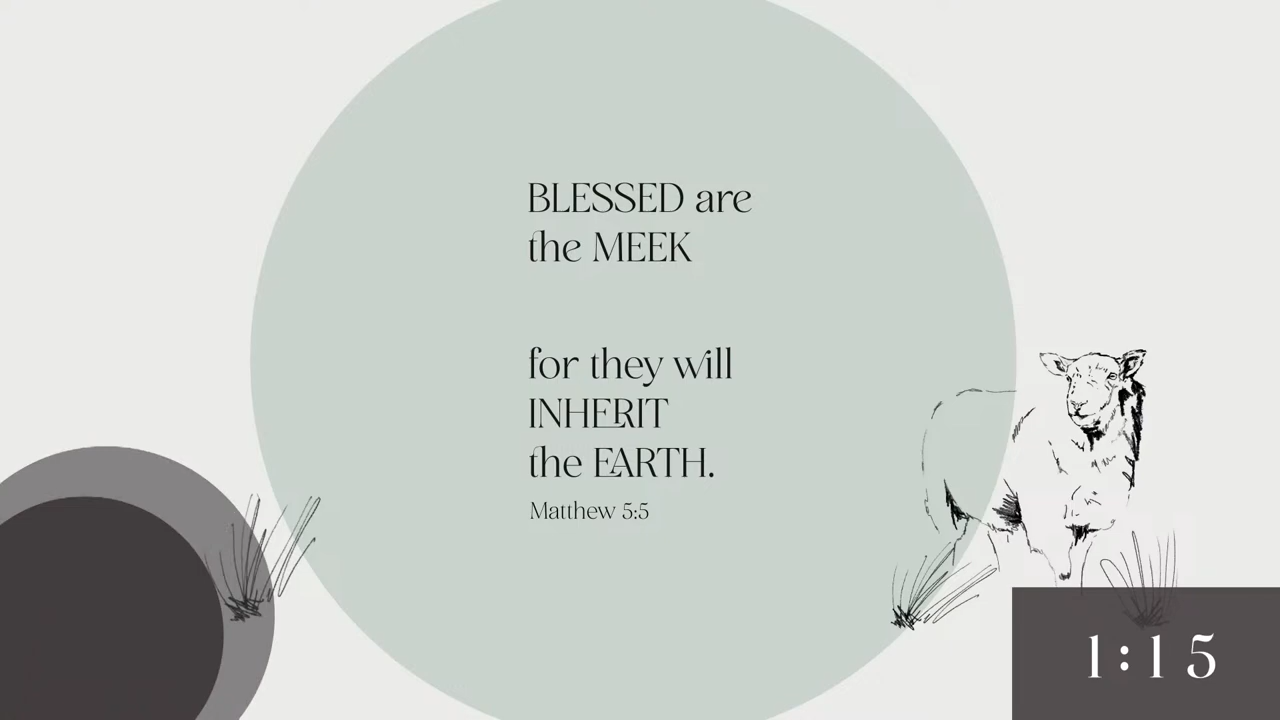 BLESSED are
the MEEK
for they will
INHERIT
the EARTH.
Matthew 5:5
1:15